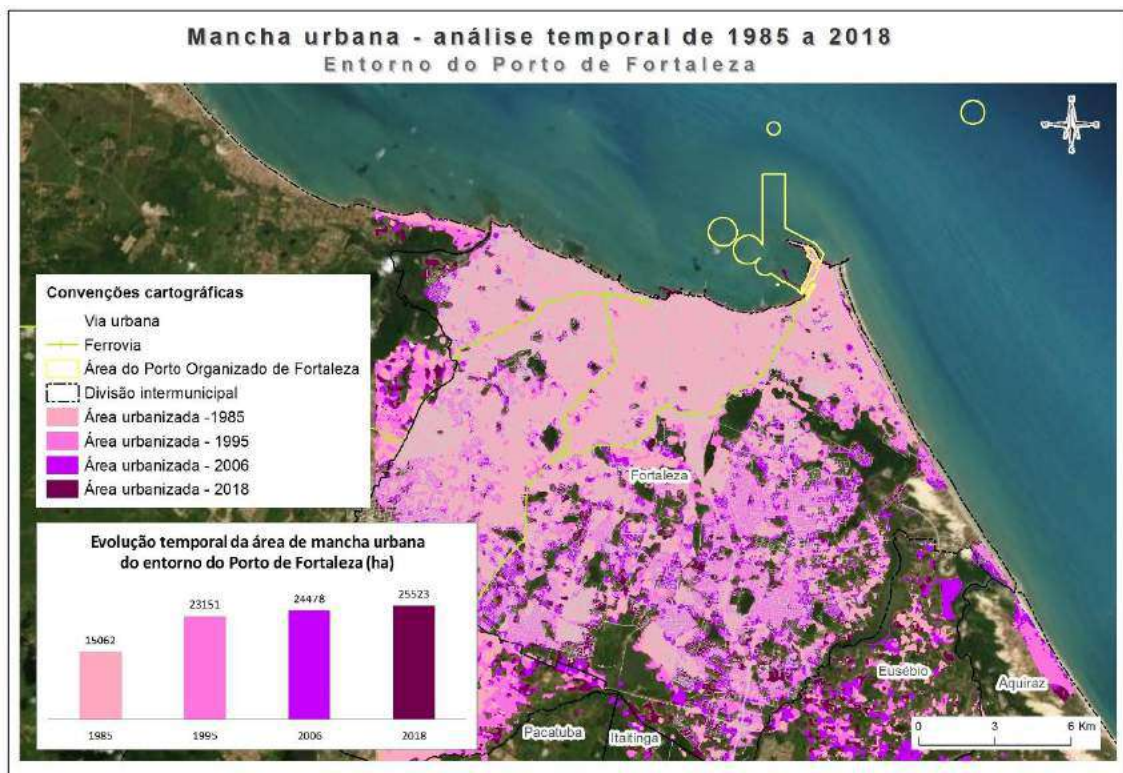 Mancha urbana - análise temporal de 1985 a 2018
Entorno do Porto de Fortaleza
Convenções cartográficas
Via urbana
Ferrovia
Área do Porto Organizado de Fortaleza
Divisão intermunicipal
Área urbanizada -1985
Área urbanizada - 1995
Área urbanizada - 2006
Área urbanizada - 2018
Fortaleza
Eusébio
Aquiraz
Pacatuba
Itaitinga
Evolução temporal da área de mancha urbana
do entorno do Porto de Fortaleza (ha)
15062
23151
24478
25523
1985
1995
2006
2018
0 3 6 Km